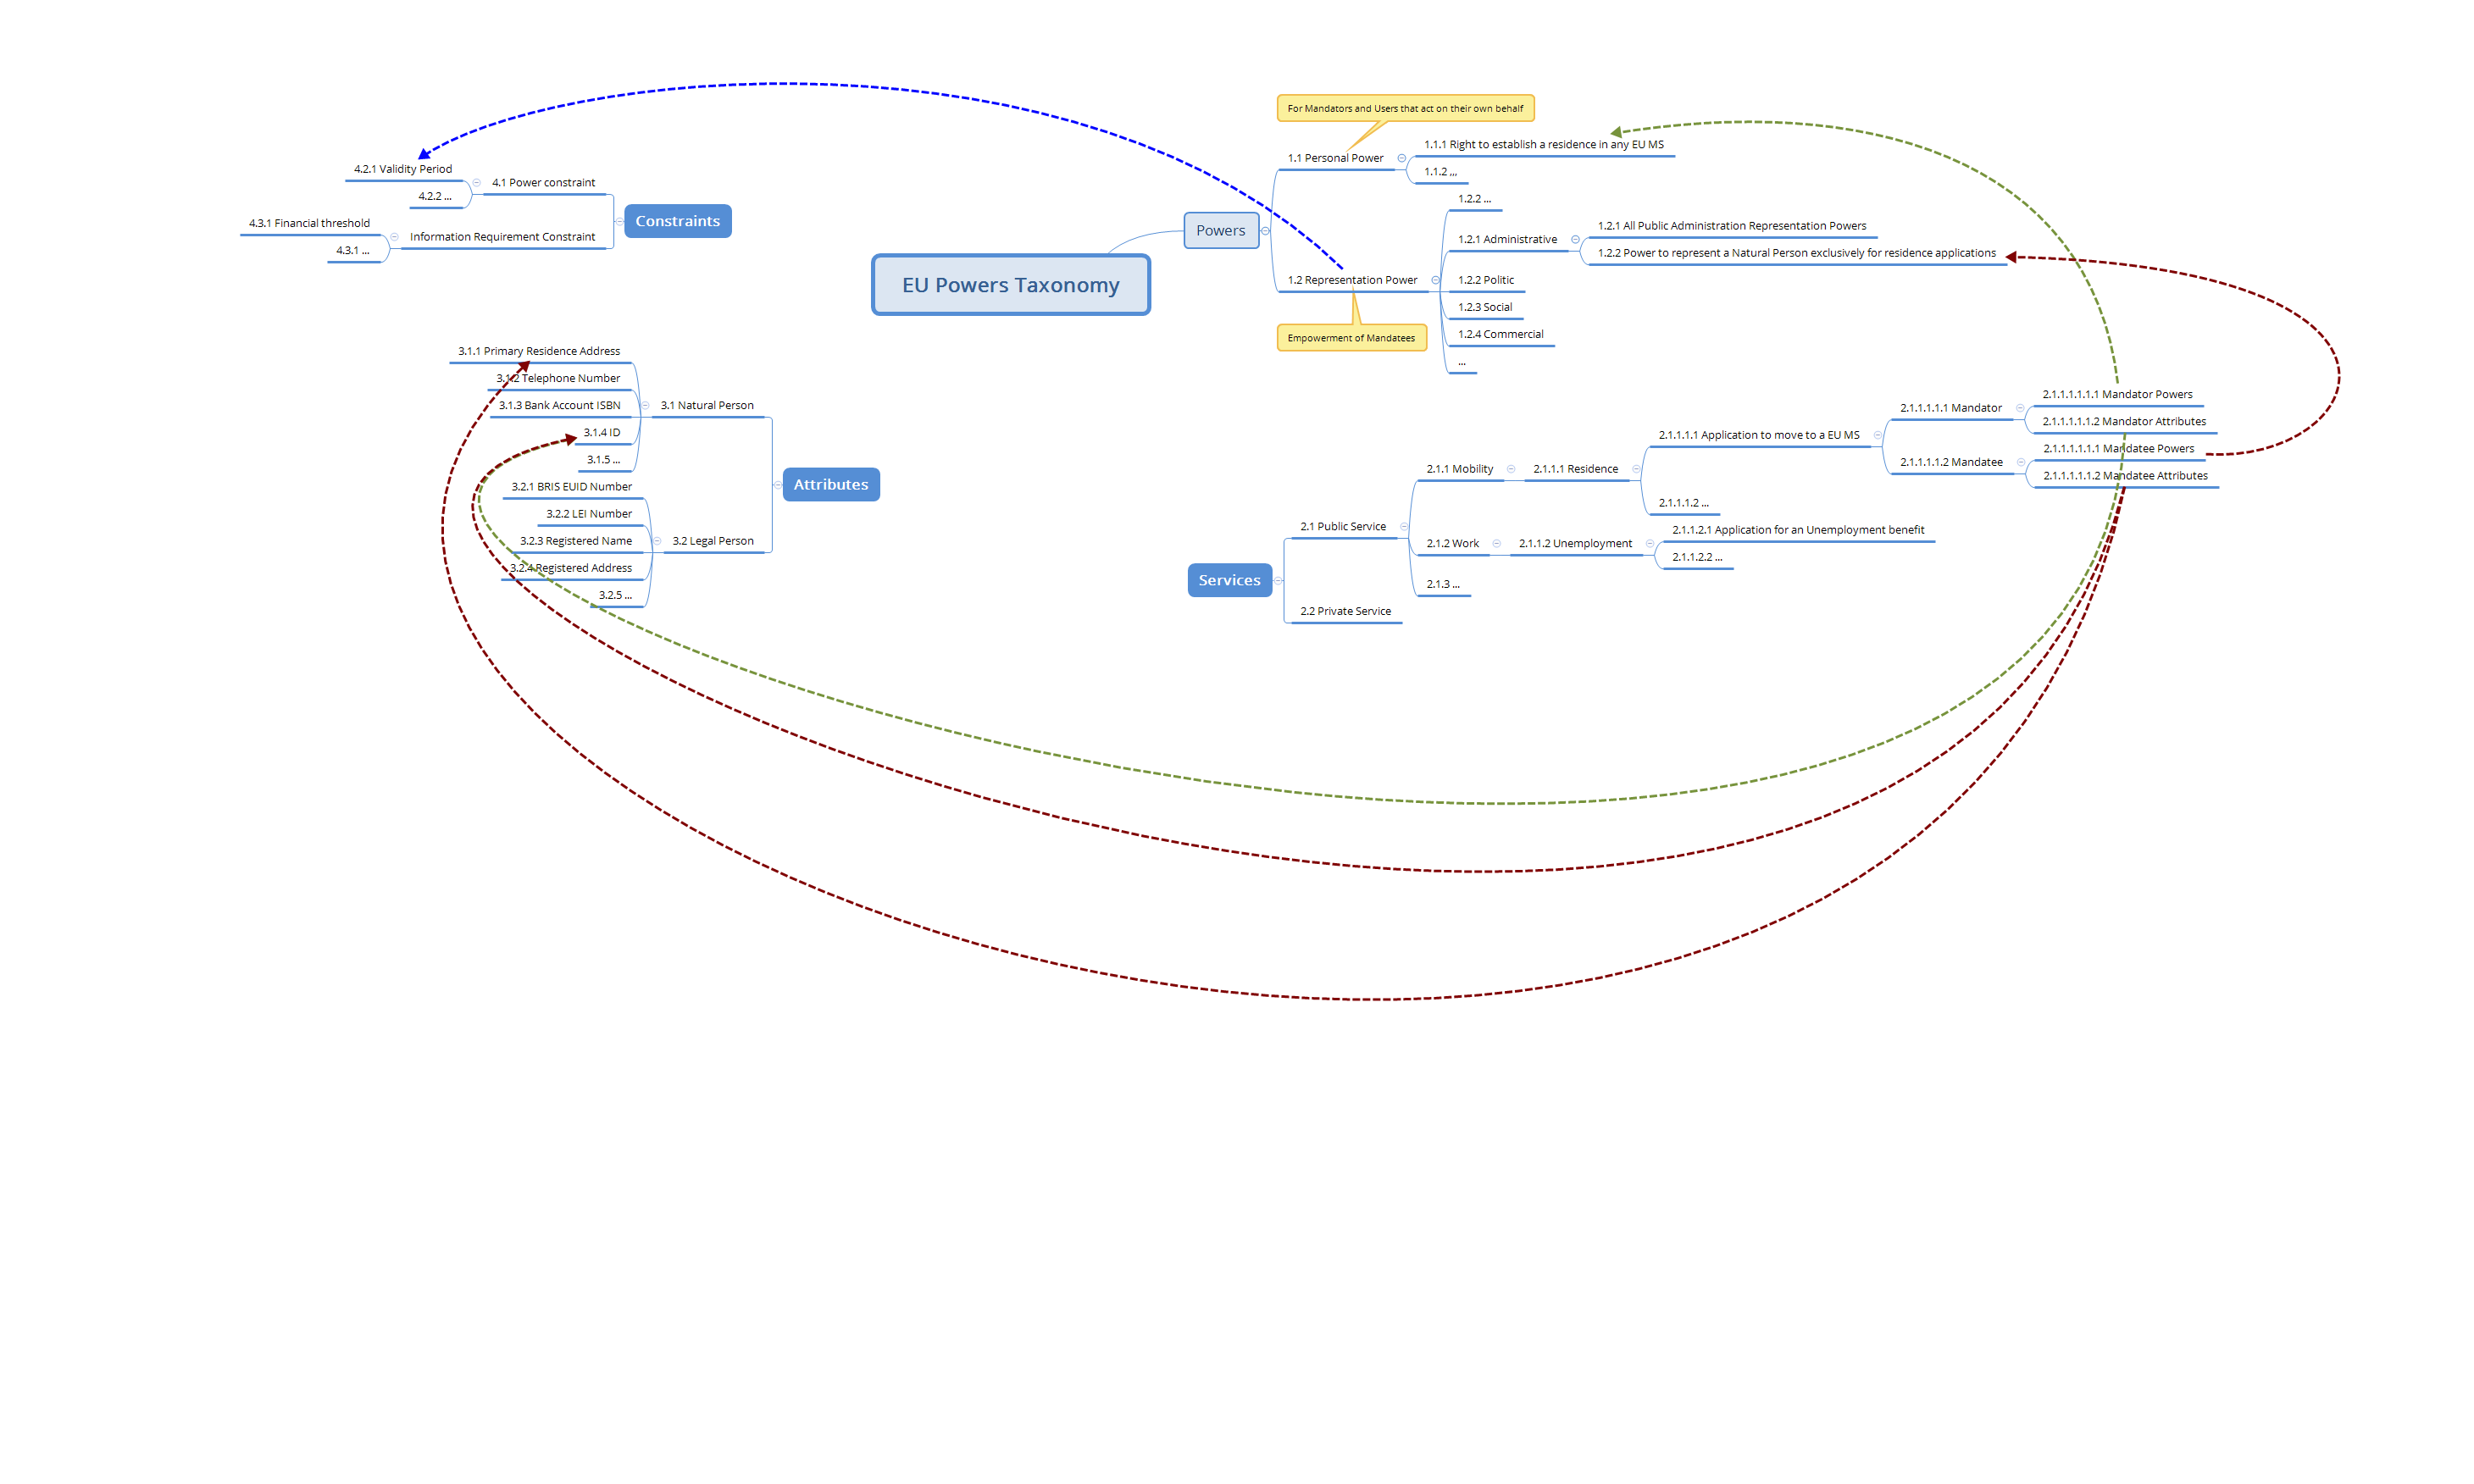 EU Powers Taxonomy
Powers
For Mandators and Users that act on their own behalf
1.1 Personal Power
1.1.1 Right to establish a residence in any EU MS
1.1.2 ...
1.2 Representation Power
Empowerment of Mandatees
1.2.2 ...
1.2.1 Administrative
1.2.1 All Public Administration Representation Powers
1.2.2 Power to represent a Natural Person exclusively for residence applications
1.2.2 Politic
1.2.3 Social
1.2.4 Commercial
...
Services
2.1 Public Service
2.1.1 Mobility
2.1.1.1 Residence
2.1.1.1.1 Application to move to a EU MS
2.1.1.1.1.1 Mandator
2.1.1.1.1.1.1 Mandator Powers
2.1.1.1.1.1.2 Mandator Attributes
2.1.1.1.1.2 Mandatee
2.1.1.1.1.1.1 Mandatee Powers
2.1.1.1.1.1.2 Mandatee Attributes
2.1.1.1.2 ...
2.1.2 Work
2.1.1.2 Unemployment
2.1.1.2.1 Application for an Unemployment benefit
2.1.1.2.2 ...
2.1.3 ...
2.2 Private Service
Attributes
3.1 Natural Person
3.1.1 Primary Residence Address
3.1.2 Telephone Number
3.1.3 Bank Account ISBN
3.1.4 ID
3.1.5 ...
3.2 Legal Person
3.2.1 BRIS EUID Number
3.2.2 LEI Number
3.2.3 Registered Name
3.2.4 Registered Address
3.2.5 ...
Constraints
4.1 Power constraint
4.2.1 Validity Period
4.2.2 ...
Information Requirement Constraint
4.3.1 Financial threshold
4.3.1 ...